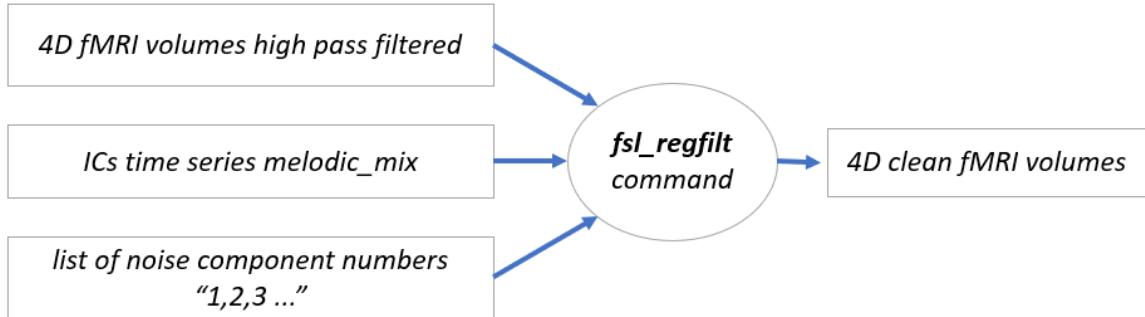 4D fMRI volumes high pass filtered
ICs time series melodic_mix
list of noise component numbers
“1,2,3 ...”
fsl_regfilt
command
4D clean fMRI volumes